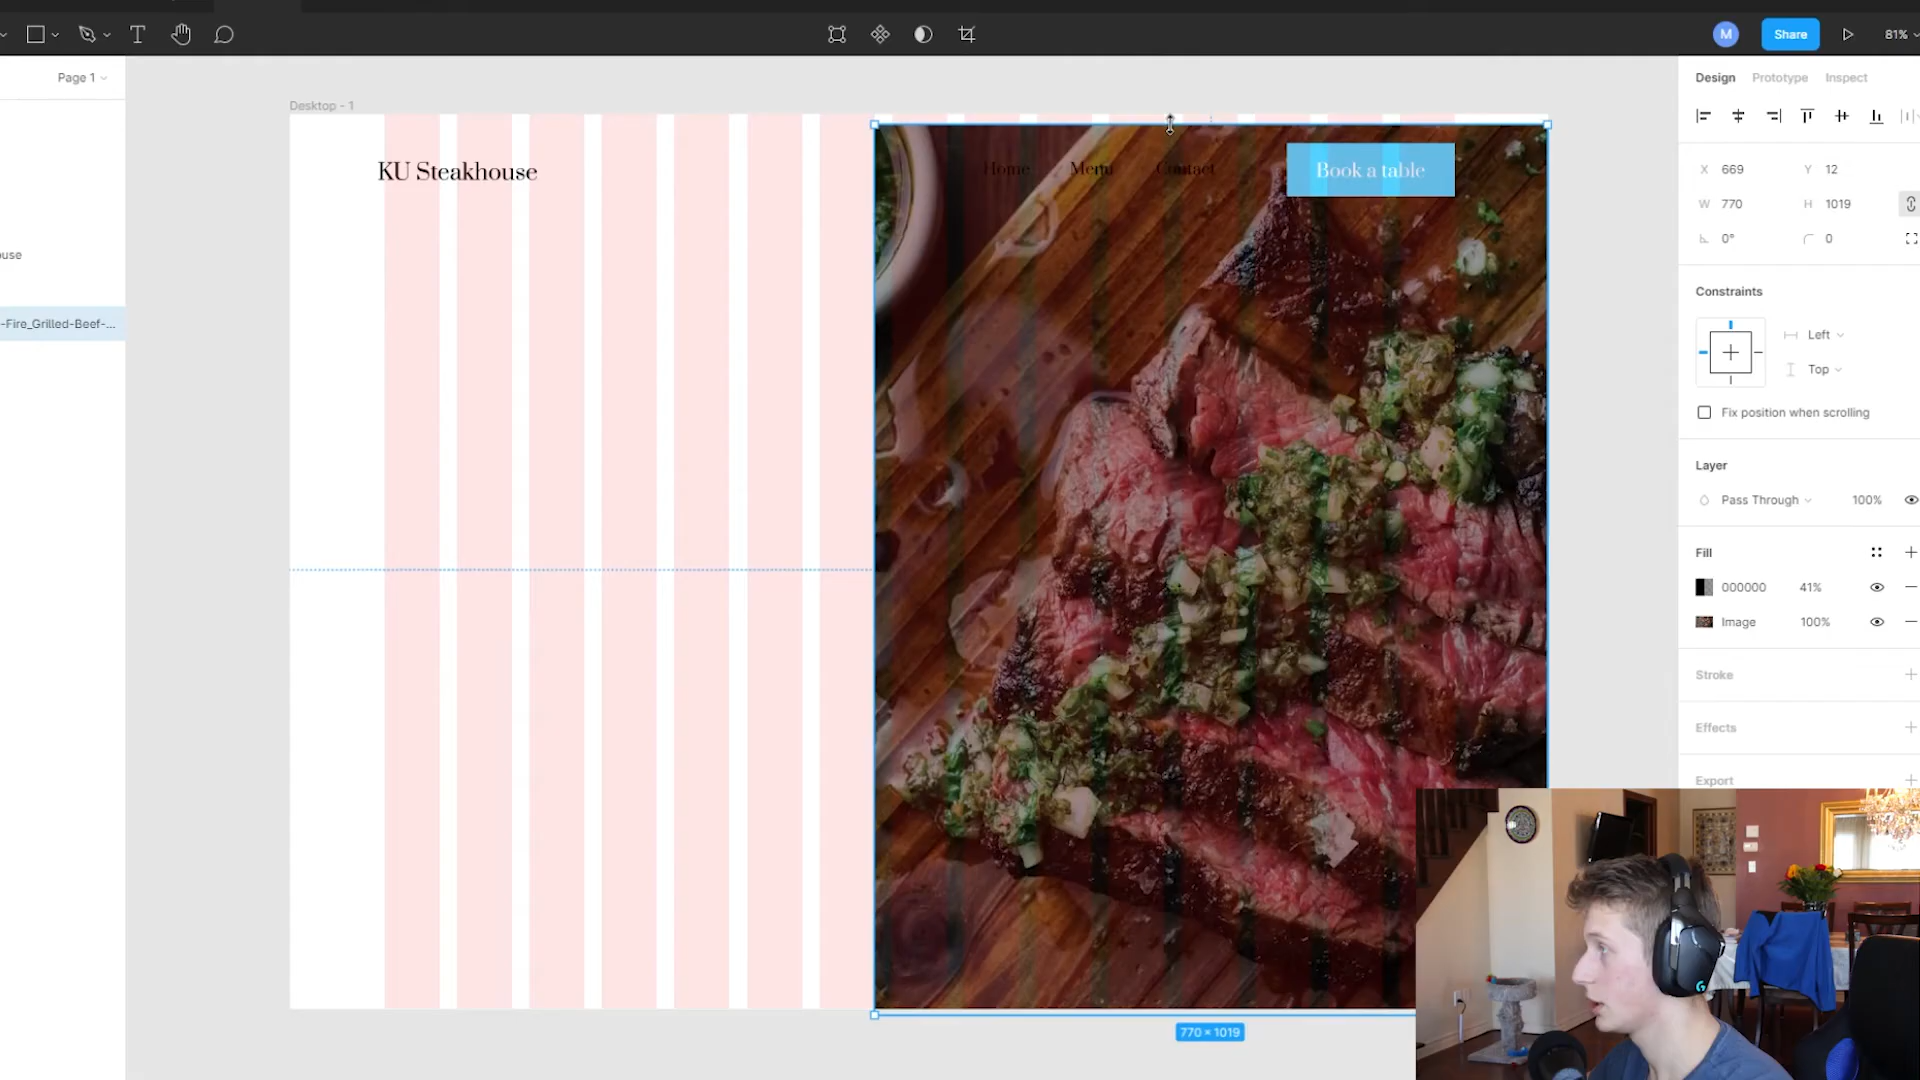 M
Share
81%
Page 1
Design
Prototype
Inspect
Desktop - 1
KU Steakhouse
Home
Menu
Contact
Book a table
X 669
Y 12
W 770
H 1019
0°
0
ouse
-Fire_Grilled-Beef-...
Constraints
Left
Top
Fix position when scrolling
Layer
Pass Through
100%
Fill
000000
41%
Image
100%
Stroke
Effects
Export
770 × 1019